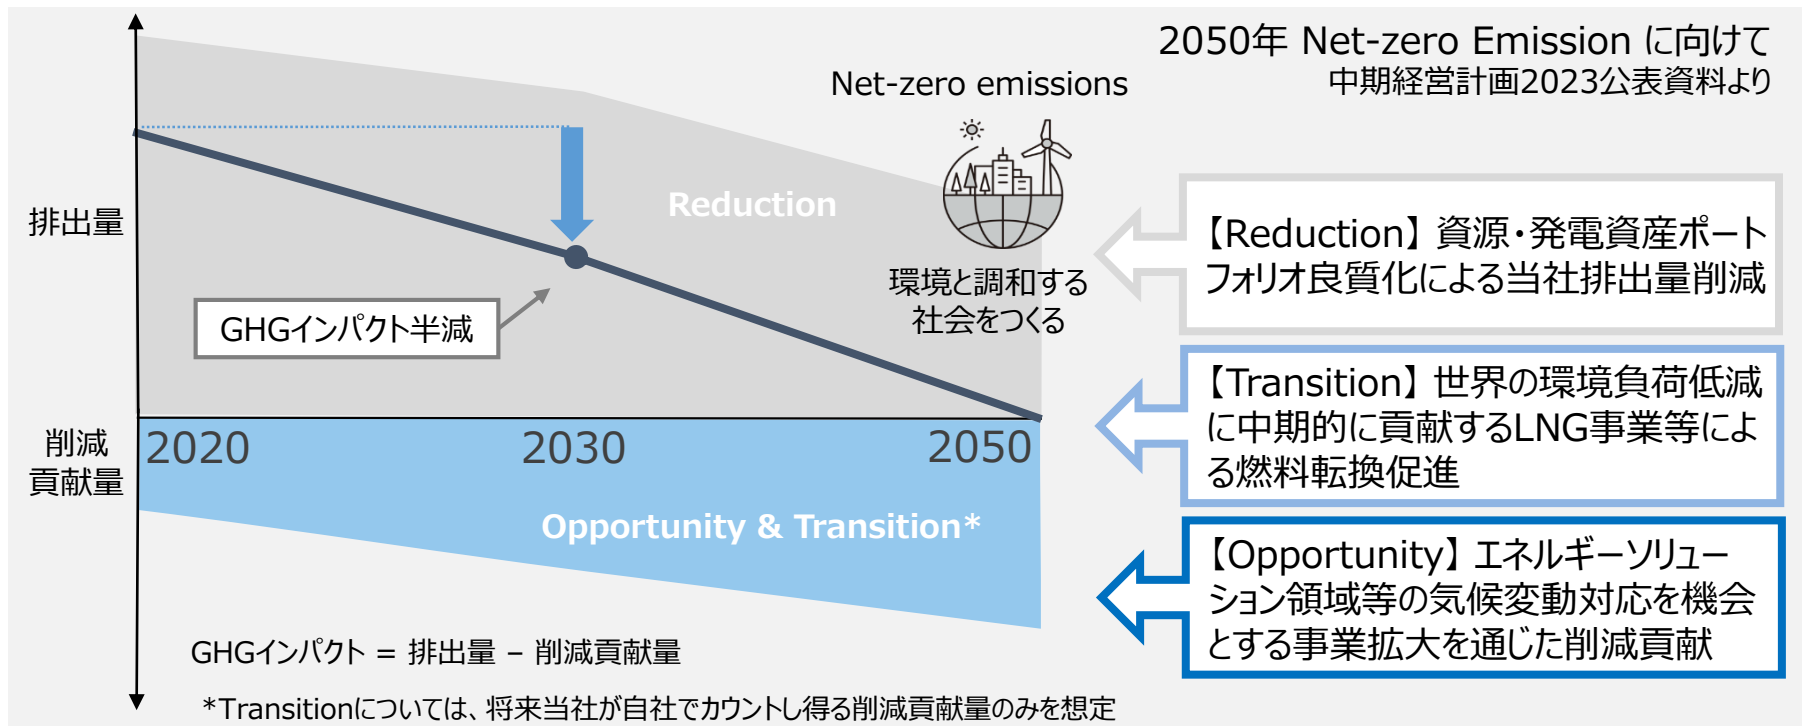 2050年 Net-zero Emission に向けて
中期経営計画2023公表資料より
Net-zero emissions
Reduction
排出量
環境と調和する
社会をつくる
GHGインパクト半減
【Reduction】資源・発電資産ポート
フォリオ良質化による当社排出量削減
【Transition】世界の環境負荷低減
に中期的に貢献するLNG事業等によ
る燃料転換促進
削減
貢献量
2020
2030
2050
Opportunity & Transition*
【Opportunity】エネルギーソリュー
ション領域等の気候変動対応を機会
とする事業拡大を通じた削減貢献
GHGインパクト = 排出量 – 削減貢献量
*Transitionについては、将来当社が自社でカウントし得る削減貢献量のみを想定